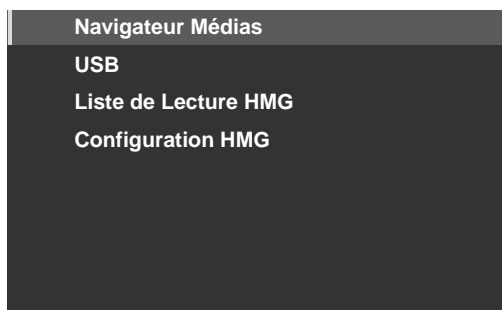 Navigateur Médias
USB
Liste de Lecture HMG
Configuration HMG